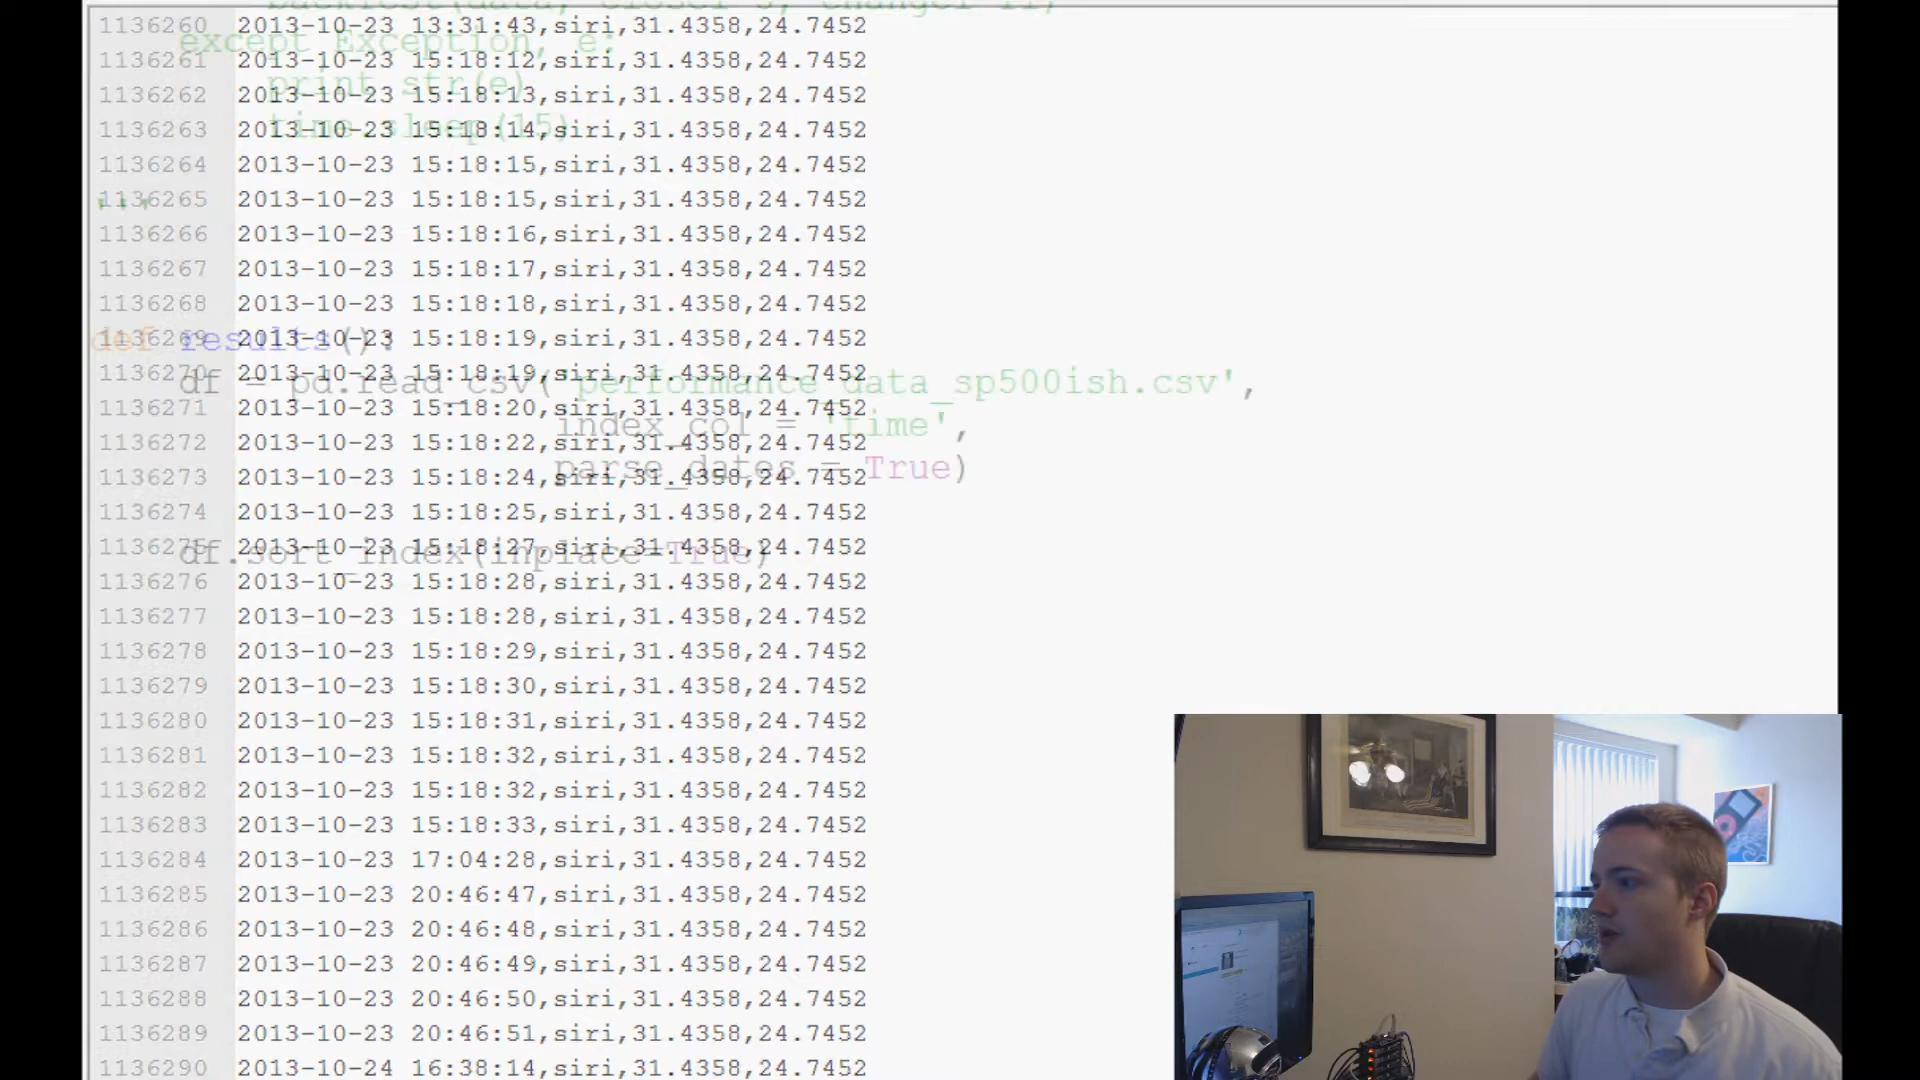 backtest(data, closer s, changer ll,
1136260 2013-10-23 13:31:43,siri,31.4358,24.7452
except Exception, e:
1136261 2013-10-23 15:18:12,siri,31.4358,24.7452
print str(e)
1136262 2013-10-23 15:18:13,siri,31.4358,24.7452
time.sleep(15)
1136263 2013-10-23 15:18:14,siri,31.4358,24.7452
1136264 2013-10-23 15:18:15,siri,31.4358,24.7452
'''
1136265 2013-10-23 15:18:15,siri,31.4358,24.7452
1136266 2013-10-23 15:18:16,siri,31.4358,24.7452
1136267 2013-10-23 15:18:17,siri,31.4358,24.7452
1136268 2013-10-23 15:18:18,siri,31.4358,24.7452
def results():
1136269 2013-10-23 15:18:19,siri,31.4358,24.7452
1136270 2013-10-23 15:18:19,siri,31.4358,24.7452
df = pd.read_csv('performance_data_sp500ish.csv',
1136271 2013-10-23 15:18:20,siri,31.4358,24.7452
index_col = 'time',
1136272 2013-10-23 15:18:22,siri,31.4358,24.7452
parse_dates = True)
1136273 2013-10-23 15:18:24,siri,31.4358,24.7452
1136274 2013-10-23 15:18:25,siri,31.4358,24.7452
1136275 2013-10-23 15:18:27,siri,31.4358,24.7452
df.sort_index(inplace=True)
1136276 2013-10-23 15:18:28,siri,31.4358,24.7452
1136277 2013-10-23 15:18:28,siri,31.4358,24.7452
1136278 2013-10-23 15:18:29,siri,31.4358,24.7452
1136279 2013-10-23 15:18:30,siri,31.4358,24.7452
1136280 2013-10-23 15:18:31,siri,31.4358,24.7452
1136281 2013-10-23 15:18:32,siri,31.4358,24.7452
1136282 2013-10-23 15:18:32,siri,31.4358,24.7452
1136283 2013-10-23 15:18:33,siri,31.4358,24.7452
1136284 2013-10-23 17:04:28,siri,31.4358,24.7452
1136285 2013-10-23 20:46:47,siri,31.4358,24.7452
1136286 2013-10-23 20:46:48,siri,31.4358,24.7452
1136287 2013-10-23 20:46:49,siri,31.4358,24.7452
1136288 2013-10-23 20:46:50,siri,31.4358,24.7452
1136289 2013-10-23 20:46:51,siri,31.4358,24.7452
1136290 2013-10-24 16:38:14,siri,31.4358,24.7452